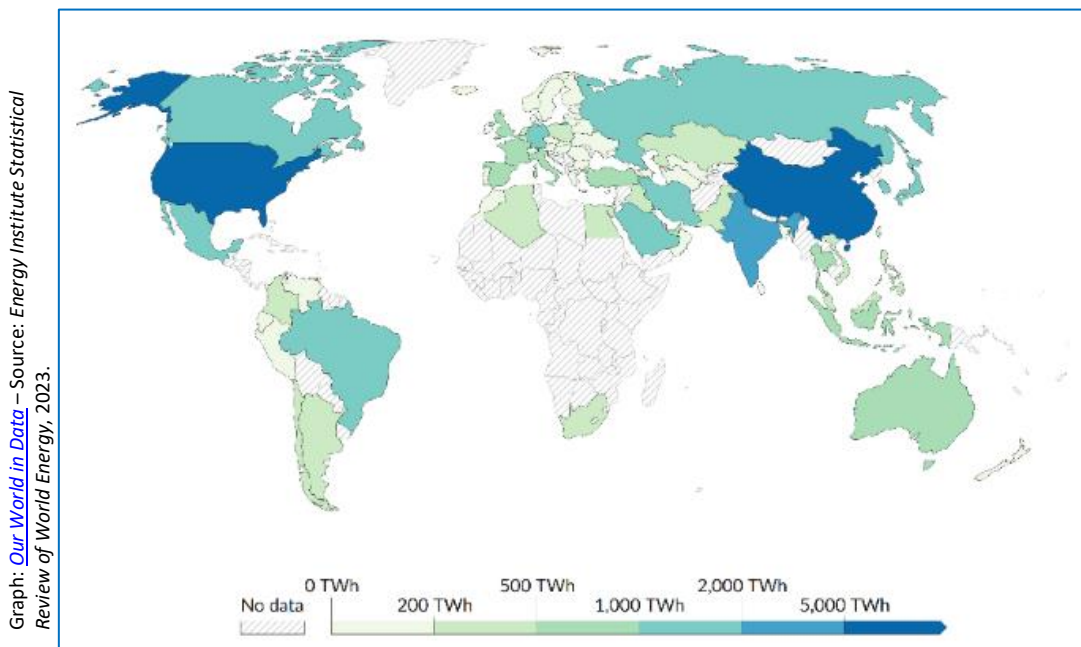 Graph: Our World in Data – Source: Energy Institute Statistical
Review of World Energy, 2023.
0 TWh 500 TWh 2,000 TWh
No data 200 TWh 1,000 TWh 5,000 TWh